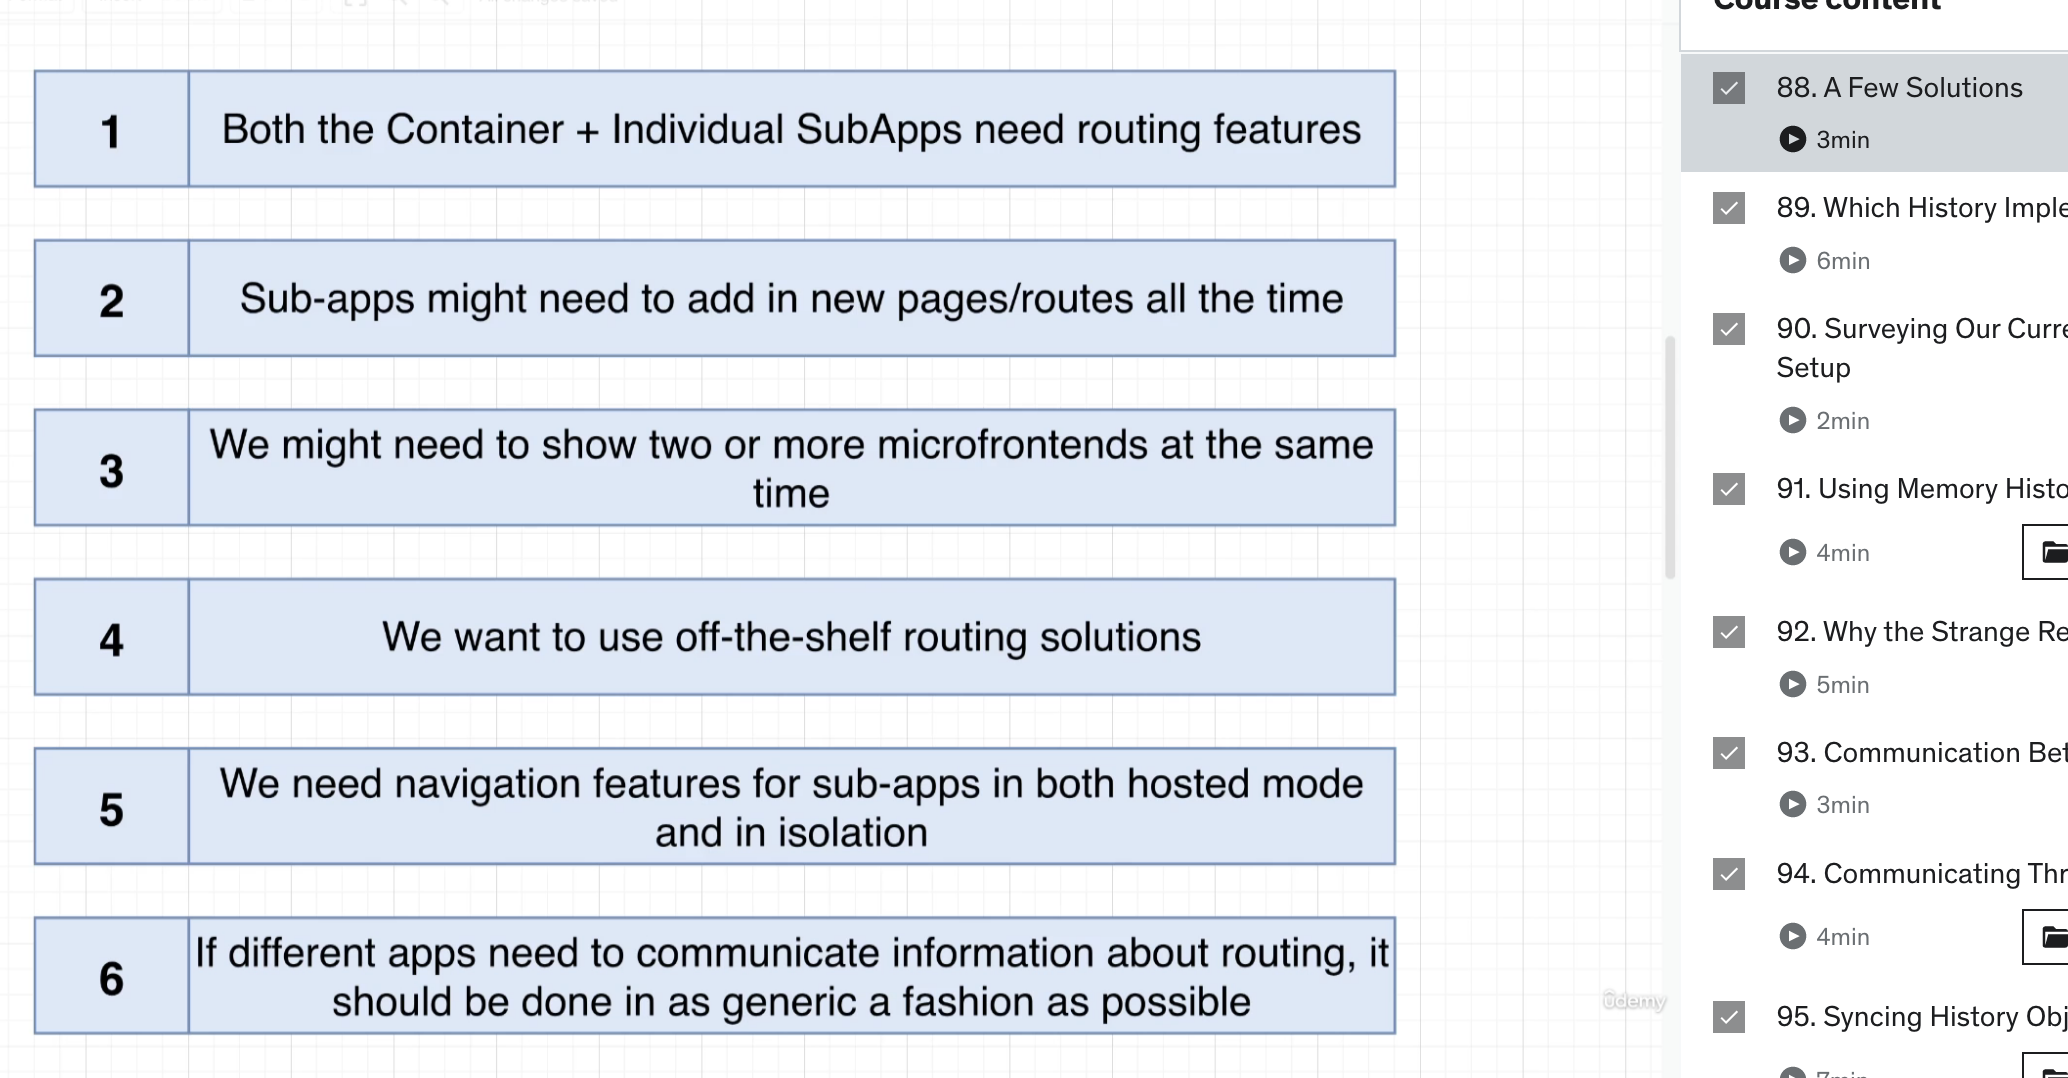 Course content
1
Both the Container + Individual SubApps need routing features
2
Sub-apps might need to add in new pages/routes all the time
3
We might need to show two or more microfrontends at the same
time
4
We want to use off-the-shelf routing solutions
5
We need navigation features for sub-apps in both hosted mode
and in isolation
6
If different apps need to communicate information about routing, it
should be done in as generic a fashion as possible
ûdemy
88. A Few Solutions
3min
89. Which History Imple
6min
90. Surveying Our Curre
Setup
2min
91. Using Memory Histo
4min
92. Why the Strange Re
5min
93. Communication Bet
3min
94. Communicating Thr
4min
95. Syncing History Obj
7min